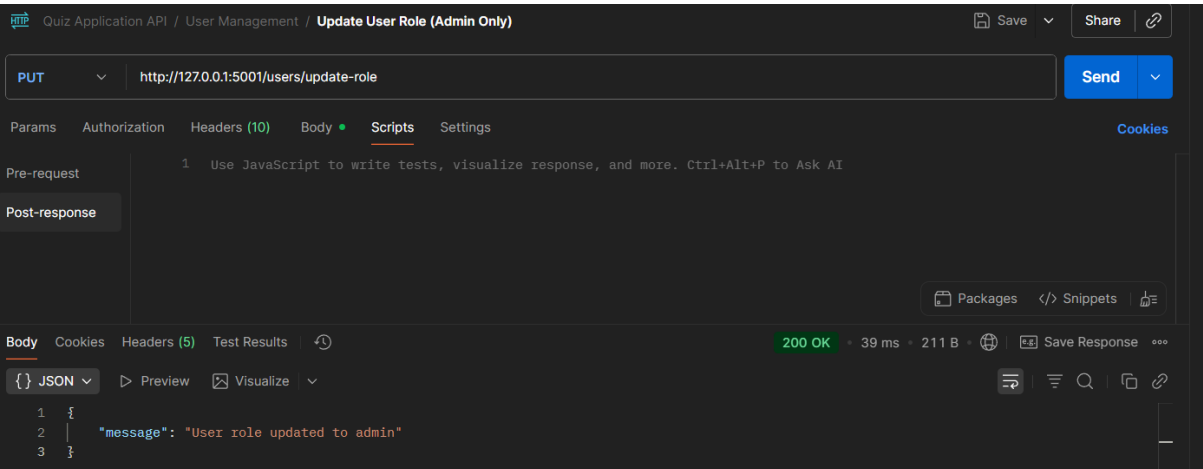 HTTP Quiz Application API / User Management / Update User Role (Admin Only) Save Share
PUT http://127.0.0.1:5001/users/update-role Send
Params Authorization Headers (10) Body Scripts Settings Cookies
Pre-request
1 Use JavaScript to write tests, visualize response, and more. Ctrl+Alt+P to Ask AI
Post-response
Packages </> Snippets
Body Cookies Headers (5) Test Results 200 OK • 39 ms • 211 B • e.g. Save Response
{} JSON Preview Visualize
1 {
2 "message": "User role updated to admin"
3 }